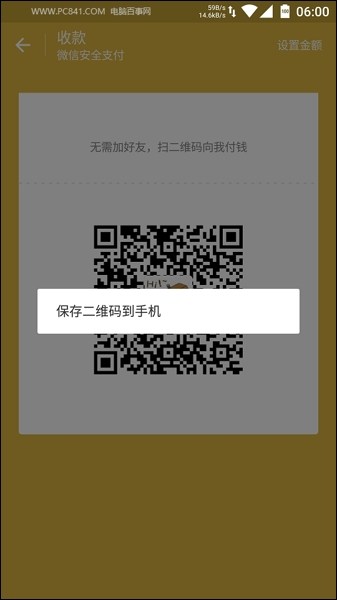 WWW.PC841.COM 电脑百事网
59B/s
14.6kB/s
100
06:00
收款
微信安全支付
设置金额
无需加好友，扫二维码向我付钱
保存二维码到手机